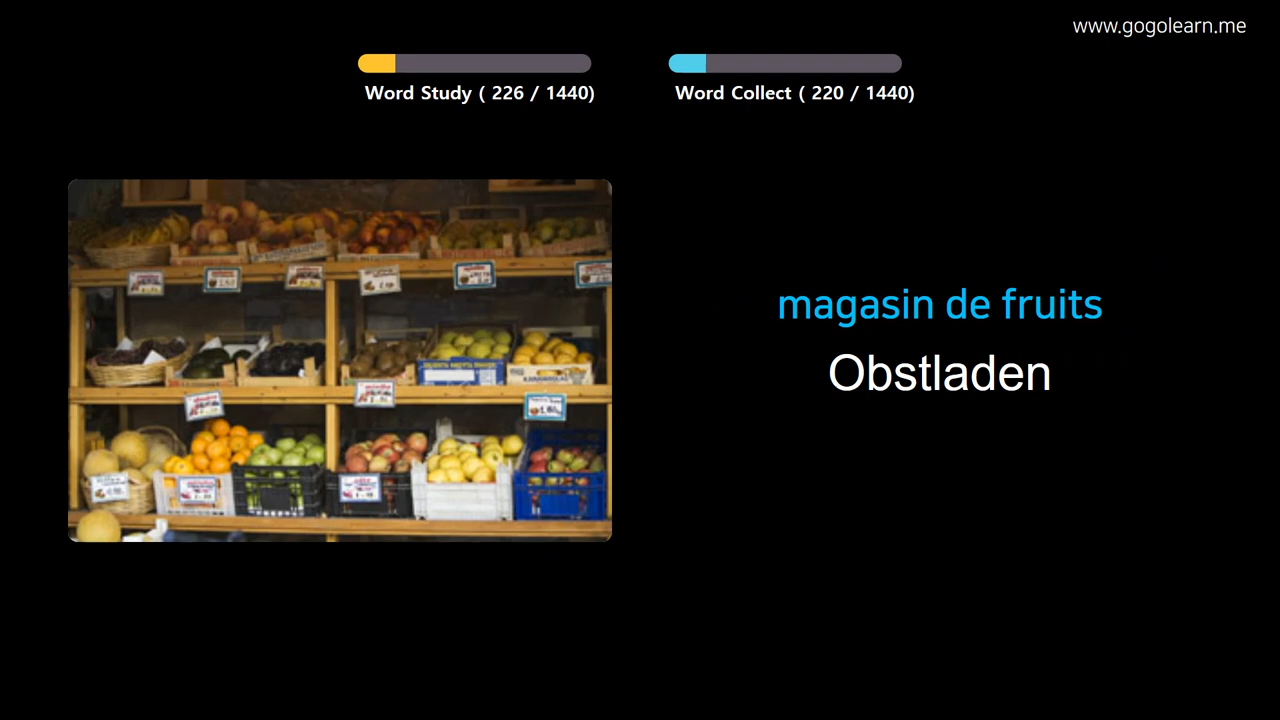 www.gogolearn.me
Word Study ( 226 / 1440)
Word Collect ( 220 / 1440)
magasin de fruits
Obstladen